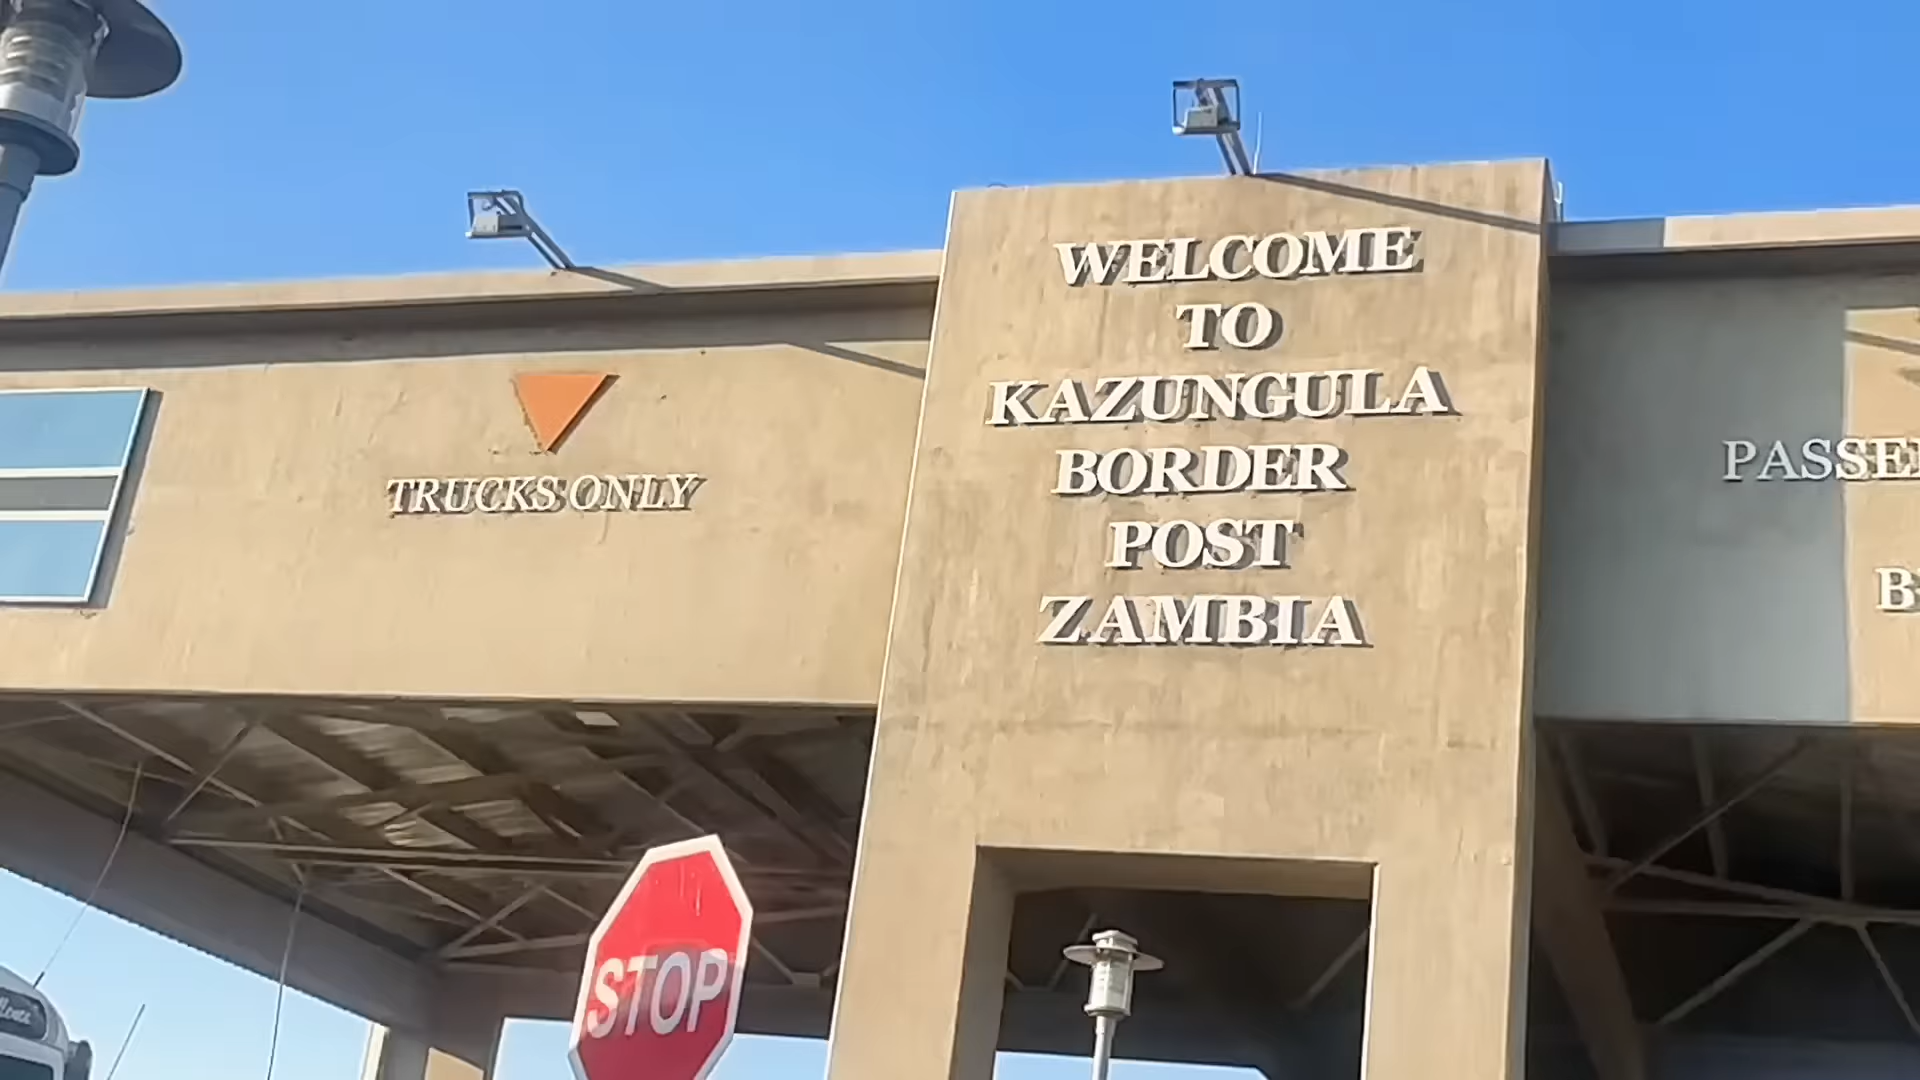 TRUCKS ONLY
WELCOME
TO
KAZUNGULA
BORDER
POST
ZAMBIA
STOP